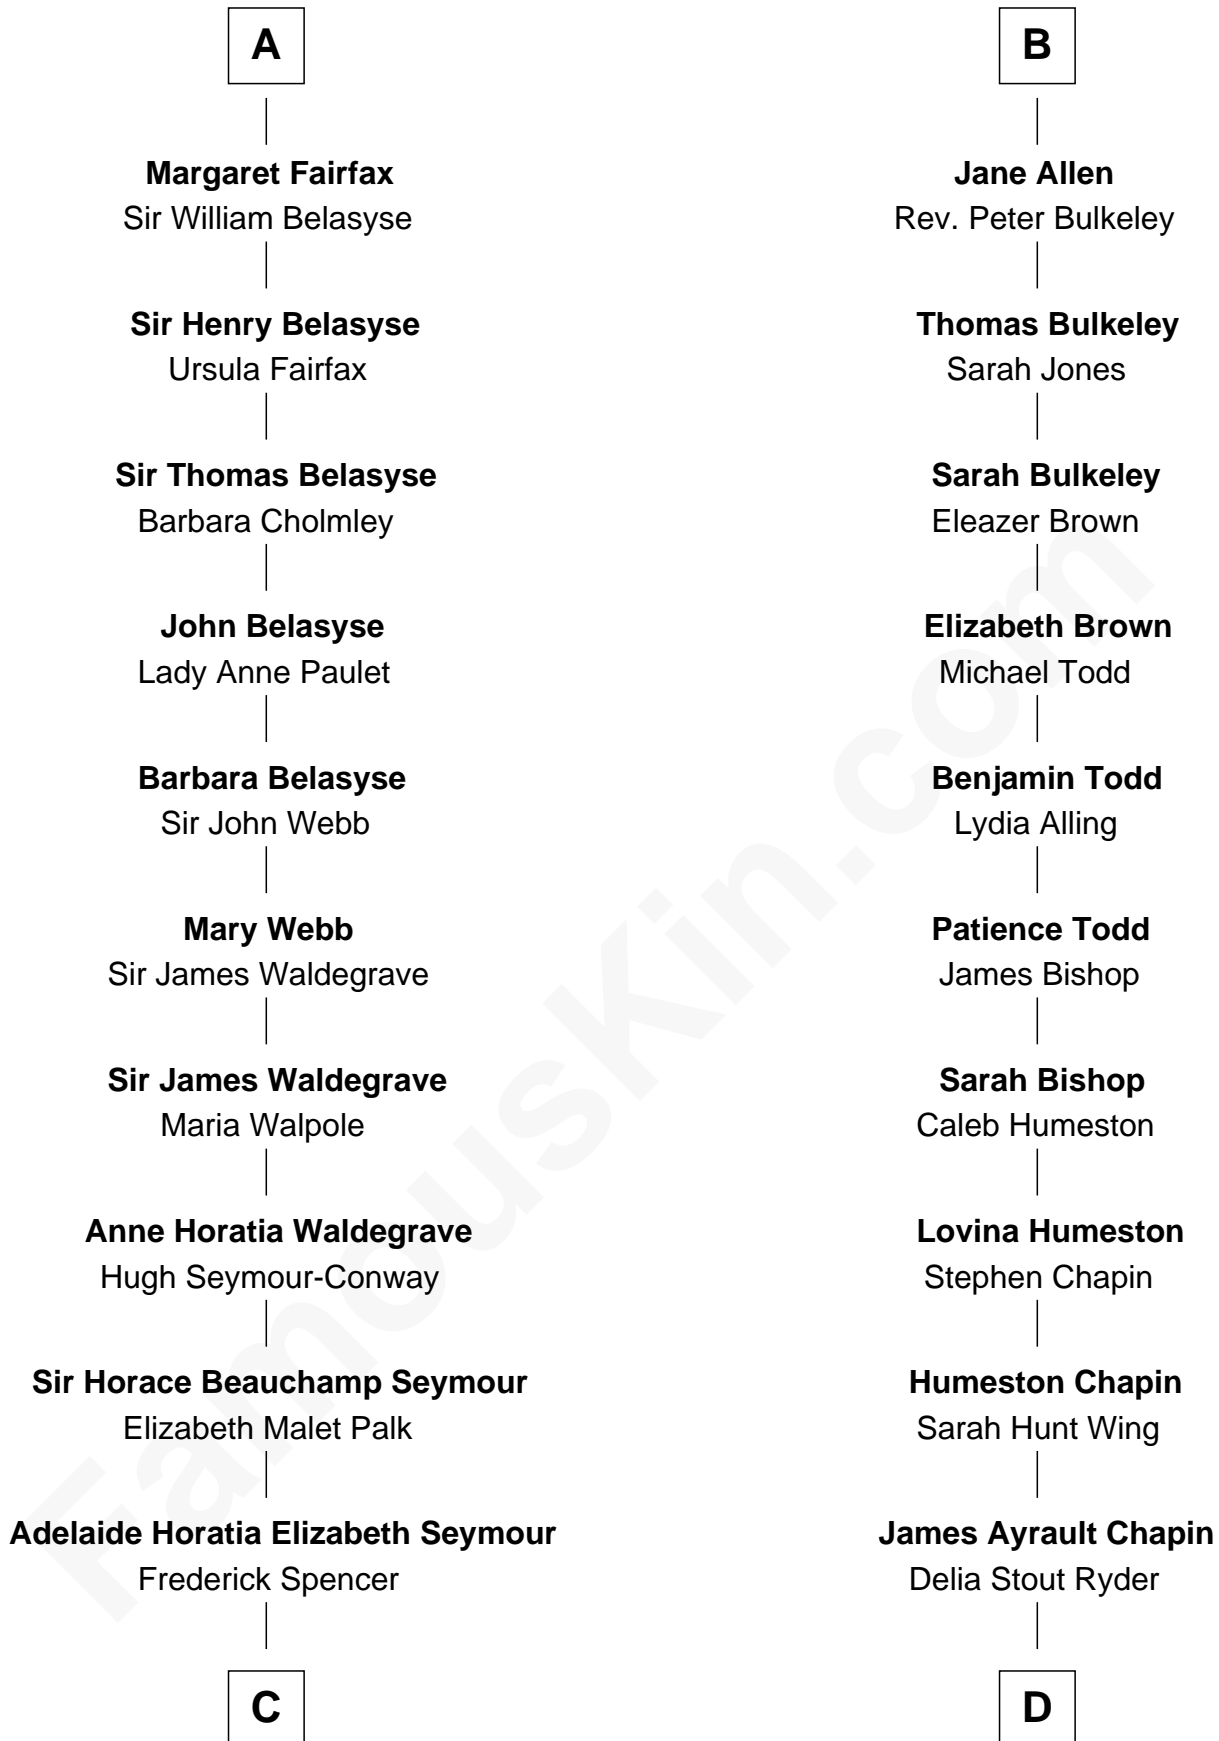 A
Margaret Fairfax
Sir William Belasyse
Sir Henry Belasyse
Ursula Fairfax
Sir Thomas Belasyse
Barbara Cholmley
John Belasyse
Lady Anne Paulet
Barbara Belasyse
Sir John Webb
Mary Webb
Sir James Waldegrave
Sir James Waldegrave
Maria Walpole
Anne Horatia Waldegrave
Hugh Seymour-Conway
Sir Horace Beauchamp Seymour
Elizabeth Malet Palk
Adelaide Horatia Elizabeth Seymour
Frederick Spencer
C
B
Jane Allen
Rev. Peter Bulkeley
Thomas Bulkeley
Sarah Jones
Sarah Bulkeley
Eleazer Brown
Elizabeth Brown
Michael Todd
Benjamin Todd
Lydia Alling
Patience Todd
James Bishop
Sarah Bishop
Caleb Humeston
Lovina Humeston
Stephen Chapin
Humeston Chapin
Sarah Hunt Wing
James Ayrault Chapin
Delia Stout Ryder
D
FamousKin.com